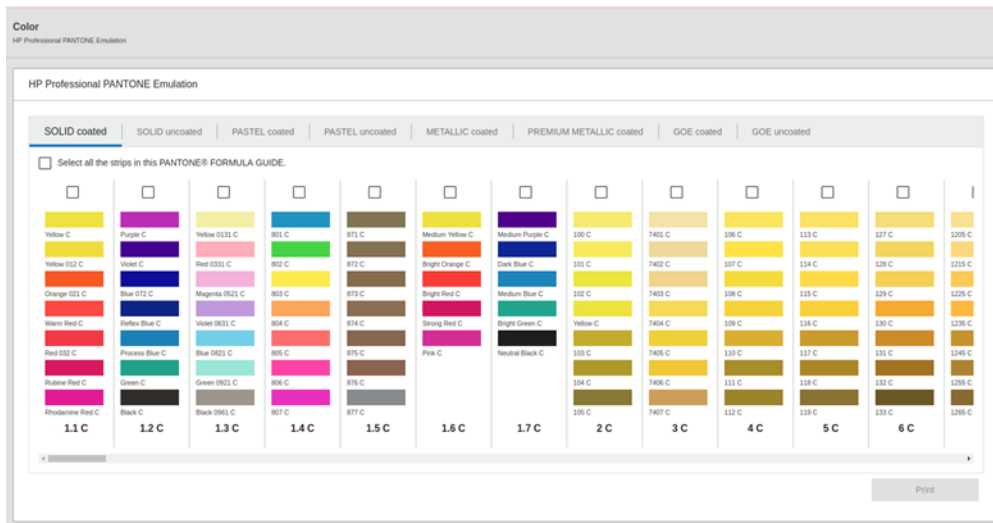 Color
HP Professional PANTONE Emulation
HP Professional PANTONE Emulation
SOLID coated SOLID uncoated PASTEL coated PASTEL uncoated METALLIC coated PREMIUM METALLIC coated GOE coated GOE uncoated
Select all the strips in this PANTONE® FORMULA GUIDE.
Yellow C Purple C Yellow 0131 C 801 C 871 C Medium Yellow C Medium Purple C 100 C 7401 C 106 C 113 C 127 C 1205 C
Yellow 012 C Violet C Red 0331 C 802 C 872 C Bright Orange C Dark Blue C 101 C 7402 C 107 C 114 C 128 C 1215 C
Orange 021 C Blue 072 C Magenta 0521 C 803 C 873 C Bright Red C Medium Blue C 102 C 7403 C 108 C 115 C 129 C 1225 C
Warm Red C Reflex Blue C Violet 0631 C 804 C 874 C Strong Red C Bright Green C Yellow C 7404 C 109 C 116 C 130 C 1235 C
Red 032 C Process Blue C Blue 0821 C 805 C 875 C Pink C Neutral Black C 103 C 7405 C 110 C 117 C 131 C 1245 C
Rubine Red C Green C Green 0921 C 806 C 876 C 104 C 7406 C 111 C 118 C 132 C 1255 C
Rhodamine Red C Black C Black 0961 C 807 C 877 C 105 C 7407 C 112 C 119 C 133 C 1265 C
1.1 C 1.2 C 1.3 C 1.4 C 1.5 C 1.6 C 1.7 C 2 C 3 C 4 C 5 C 6 C
Print